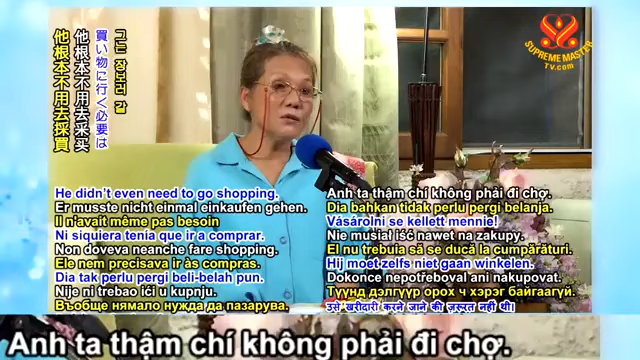 그는 장보러 갈
買い物に行く必要は
他根本不用去采买
他根本不用去採買
SUPREME MASTER
TV.com
He didn't even need to go shopping.
Er musste nicht einmal einkaufen gehen.
Il n'avait même pas besoin
Ni siquiera tenía que ir a comprar.
Non doveva neanche fare shopping.
Ele nem precisava ir às compras.
Dia tak perlu pergi beli-belah pun.
Nije ni trebao ići u kupnju.
Въобще нямало нужда да пазарува.
Anh ta thậm chí không phải đi chợ.
Dia bahkan tidak perlu pergi belanja.
Vásárolni se kellett mennie!
Nie musiał iść nawet na zakupy.
El nu trebuia să se ducă la cumpărături.
Hij moet zelfs niet gaan winkelen.
Dokonce nepotřeboval ani nakupovat.
Түүнд дэлгүүр орох ч хэрэг байгаагүй.
उसे खरीदारी करने जाने की ज़रुरत नहीं थी।
Anh ta thậm chí không phải đi chợ.